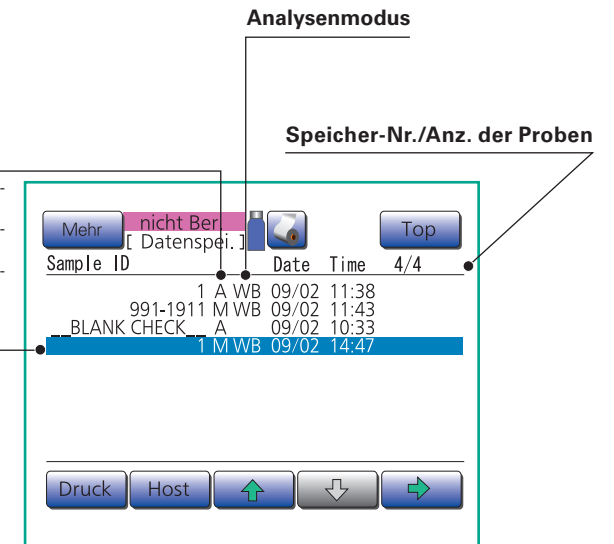 Analysenmodus
Speicher-Nr./Anz. der Proben
Mehr
nicht Ber.
[ Datenspei. ]
Top
Sample ID Date Time 4/4
1 A WB 09/02 11:38
991-1911 M WB 09/02 11:43
__BLANK CHECK__ A 09/02 10:33
1 M WB 09/02 14:47
Druck Host